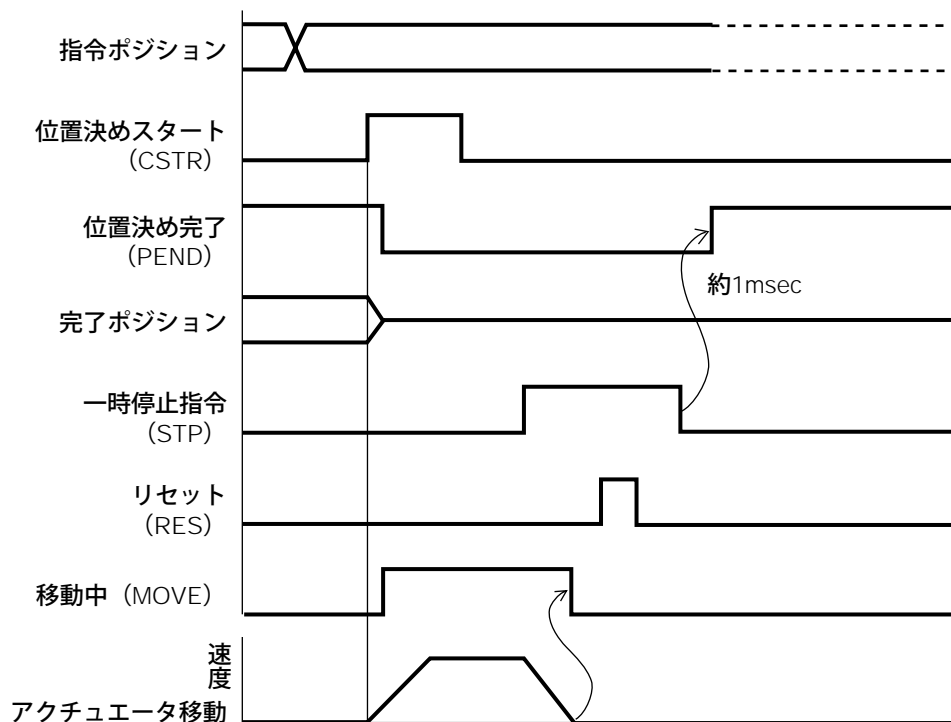 指令ポジション
位置決めスタート
（CSTR）
位置決め完了
（PEND）
約1msec
完了ポジション
一時停止指令
（STP）
リセット
（RES）
移動中（MOVE）
速度
アクチュエータ移動